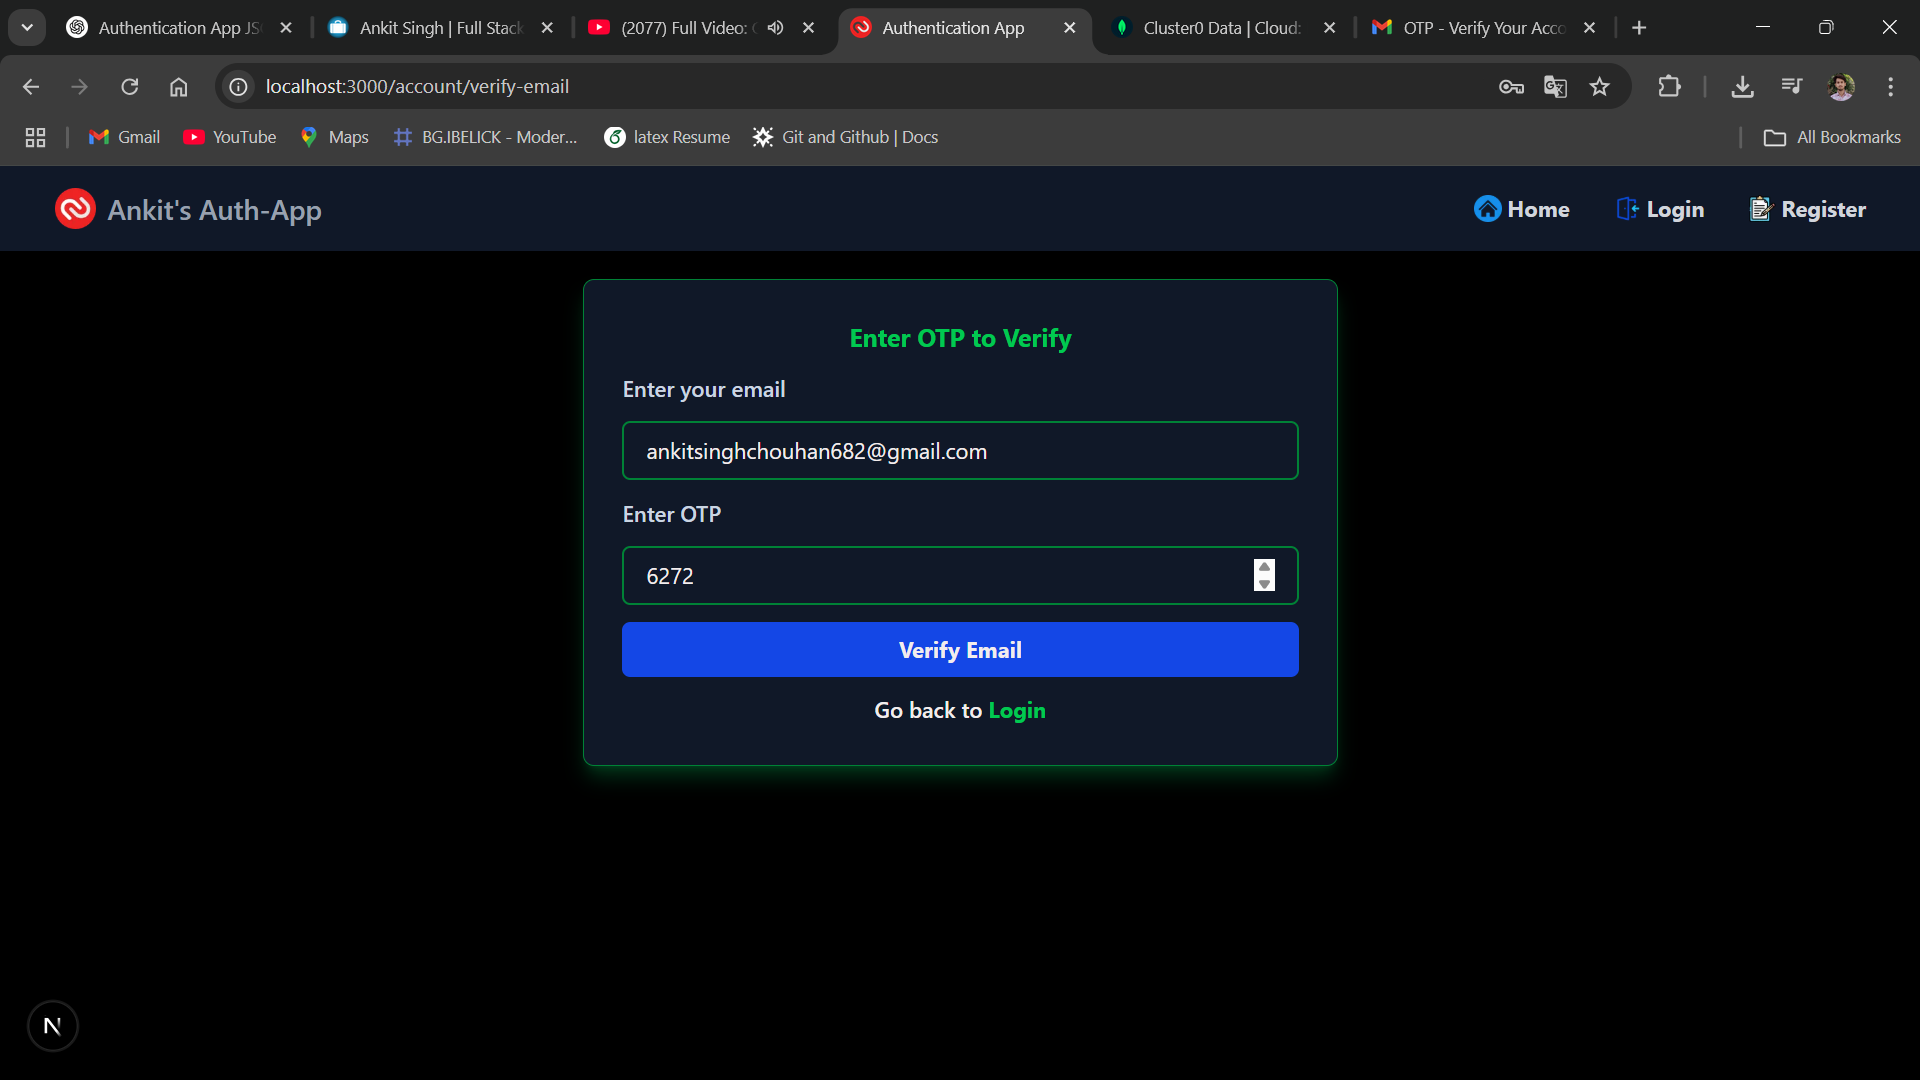 Authentication App JS
Ankit Singh | Full Stack
(2077) Full Video:
Authentication App
Cluster0 Data | Cloud:
OTP - Verify Your Acco
localhost:3000/account/verify-email
Gmail
YouTube
Maps
BG.IBELICK - Moder...
latex Resume
Git and Github | Docs
All Bookmarks
Ankit's Auth-App
Home
Login
Register
Enter OTP to Verify
Enter your email
ankitsinghchouhan682@gmail.com
Enter OTP
6272
Verify Email
Go back to Login
N